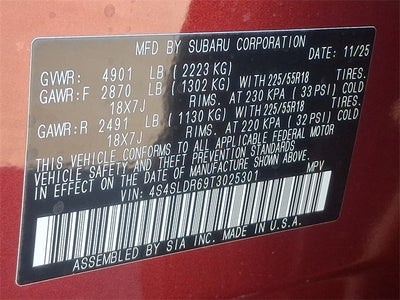 MFD BY SUBARU CORPORATION
DATE: 11/25
GVWR: 4901 LB (2223 KG)
GAWR:F 2870 LB (1302 KG) WITH 225/55R18 TIRES.
18X7J RIMS. AT 230 KPA (33 PSI) COLD
GAWR:R 2491 LB (1130 KG) WITH 225/55R18 TIRES.
18X7J RIMS. AT 220 KPA (32 PSI) COLD
THIS VEHICLE CONFORMS TO ALL APPLICABLE FEDERAL MOTOR
VEHICLE SAFETY AND THEFT PREVENTION STANDARDS
IN EFFECT ON THE DATE OF MANUFACTURE SHOWN ABOVE.
VIN: 4S4SLDR69T3025301 MPV
ASSEMBLED BY SIA INC. MADE IN U.S.A.